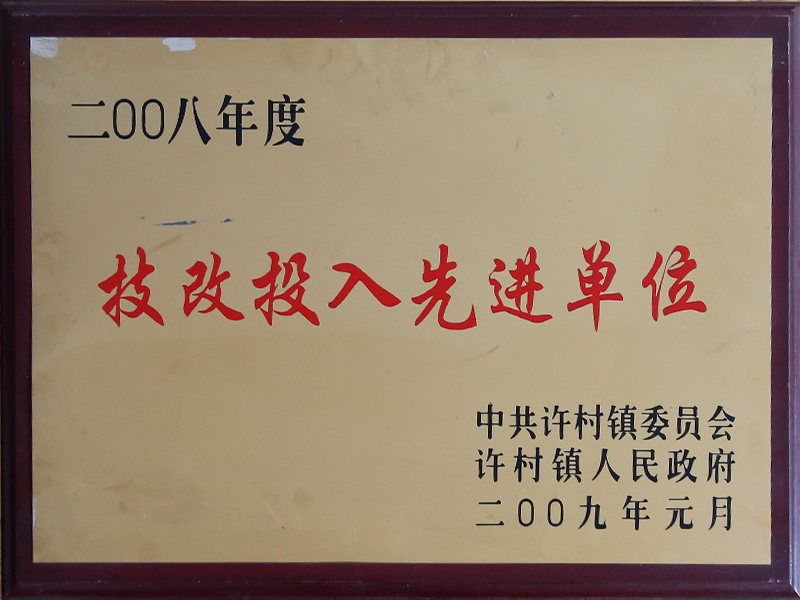 二00八年度
技改投入先进单位
中共许村镇委员会
许村镇人民政府
二00九年元月